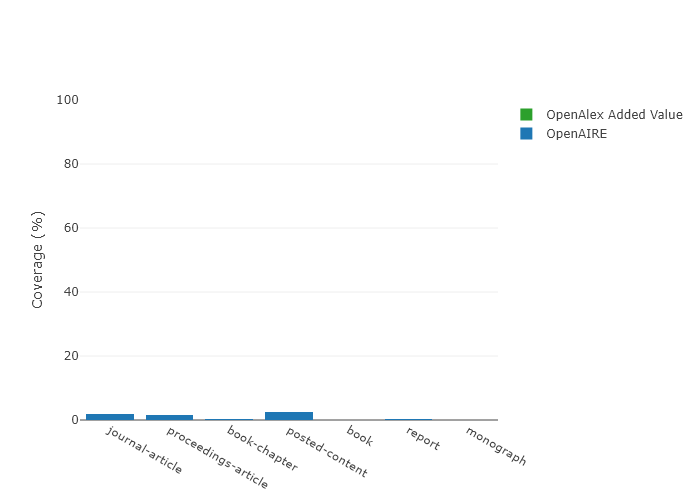 100
80
60
40
20
0
Coverage (%)
journal-article
proceedings-article
book-chapter
posted-content
book
report
monograph
OpenAlex Added Value
OpenAIRE